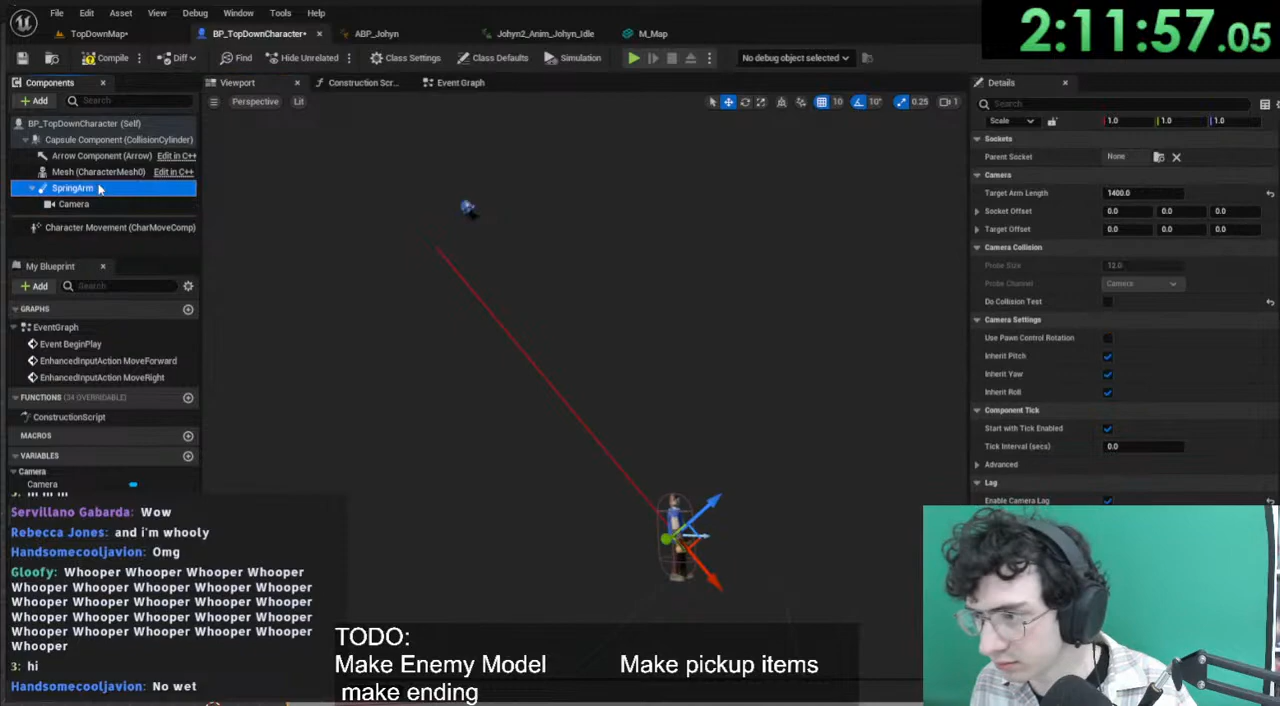 File Edit Asset View Debug Window Tools Help
2:11:57.05
TopDownMap•
BP_TopDownCharacter•
ABP_Johyn
Johyn2_Anim_Johyn_Idle
M_Map
Compile
Diff
Find
Hide Unrelated
Class Settings
Class Defaults
Simulation
No debug object selected
Components
Add
Search
BP_TopDownCharacter (Self)
Capsule Component (CollisionCylinder)
Arrow Component (Arrow) Edit in C++
Mesh (CharacterMesh0) Edit in C++
SpringArm
Camera
Character Movement (CharMoveComp)
My Blueprint
Add
Search
GRAPHS
EventGraph
Event BeginPlay
EnhancedInputAction MoveForward
EnhancedInputAction MoveRight
FUNCTIONS (34 OVERRIDABLE)
ConstructionScript
MACROS
VARIABLES
Camera
Camera
Viewport
Construction Scr...
Event Graph
Perspective
Lit
10
10°
0.25
1
Details
Search
Scale 1.0 1.0 1.0
Sockets
Parent Socket None
Camera
Target Arm Length 1400.0
Socket Offset 0.0 0.0 0.0
Target Offset 0.0 0.0 0.0
Camera Collision
Probe Size 12.0
Probe Channel Camera
Do Collision Test
Camera Settings
Use Pawn Control Rotation
Inherit Pitch
Inherit Yaw
Inherit Roll
Component Tick
Start with Tick Enabled
Tick Interval (secs) 0.0
Advanced
Lag
Enable Camera Lag
Servillano Gabarda: Wow
Rebecca Jones: and i'm whooly
Handsomecooljavion: Omg
Gloofy: Whooper Whooper Whooper Whooper
Whooper Whooper Whooper Whooper Whooper
Whooper Whooper Whooper Whooper Whooper
Whooper Whooper Whooper Whooper Whooper
Whooper Whooper Whooper Whooper Whooper
Whooper
3: hi
Handsomecooljavion: No wet
TODO:
Make Enemy Model Make pickup items
make ending